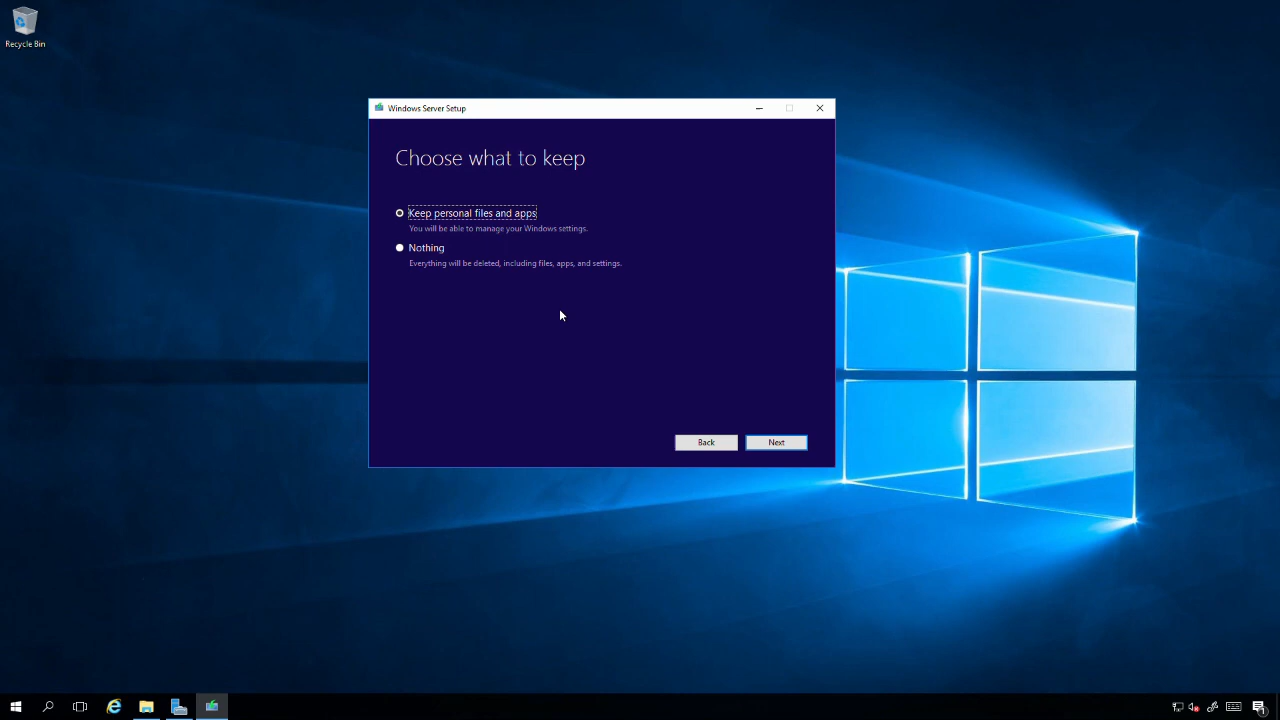 Recycle Bin
Windows Server Setup
Choose what to keep
Keep personal files and apps
You will be able to manage your Windows settings.
Nothing
Everything will be deleted, including files, apps, and settings.
Back
Next